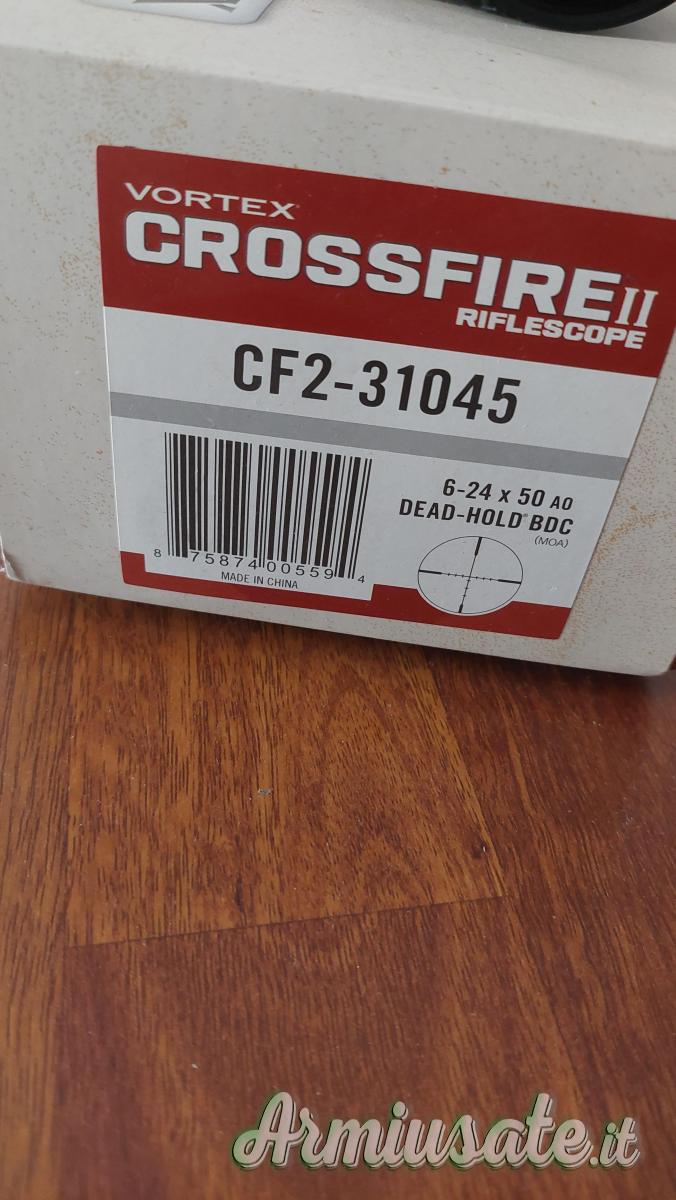 VORTEX
CROSSFIRE II
RIFLESCOPE
CF2-31045
6-24 x 50 AO
DEAD-HOLD® BDC
(MOA)
8 75874 00559 4
MADE IN CHINA
Armiusate.it